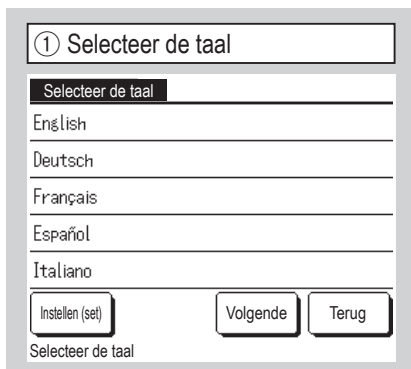 ① Selecteer de taal
Selecteer de taal
English
Deutsch
Français
Español
Italiano
Instellen (set) Volgende Terug
Selecteer de taal